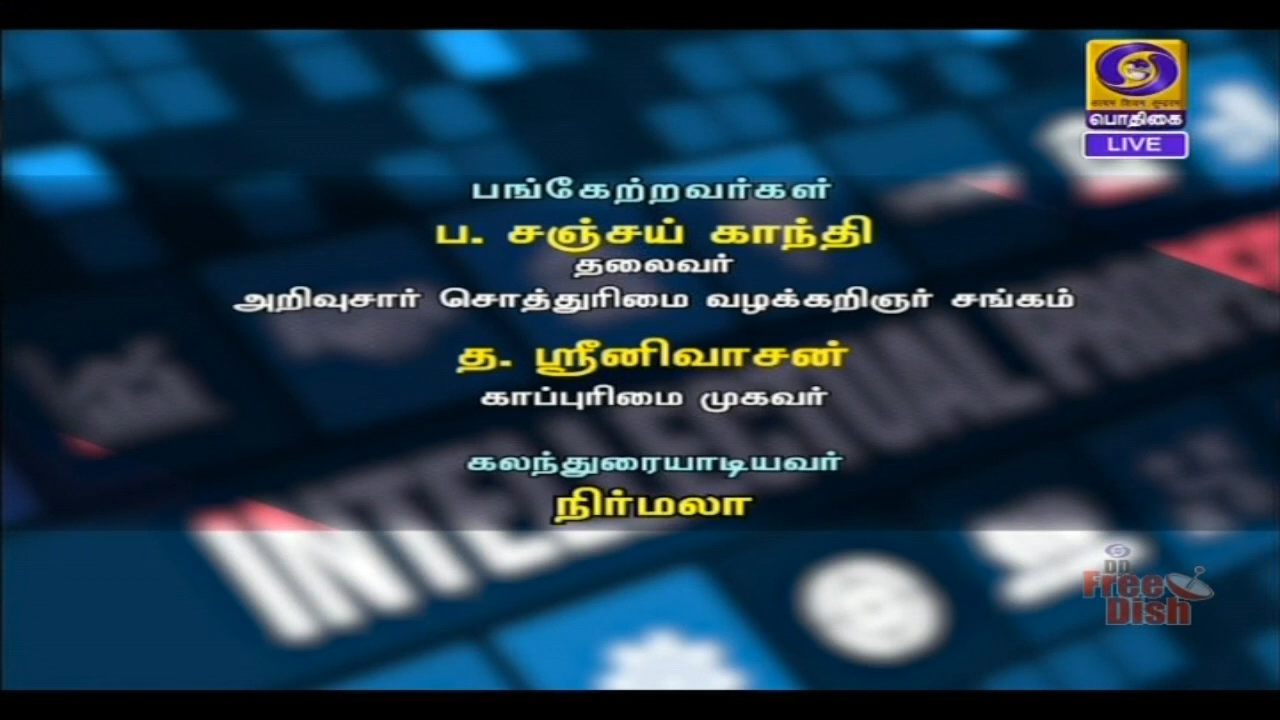 பொதிகை
LIVE
பங்கேற்றவர்கள்
ப. சஞ்சய் காந்தி
தலைவர்
அறிவுசார் சொத்துரிமை வழக்கறிஞர் சங்கம்
த. ஸ்ரீனிவாசன்
காப்புரிமை முகவர்
கலந்துரையாடியவர்
நிர்மலா
INTELLECTUAL
DD
Free
Dish